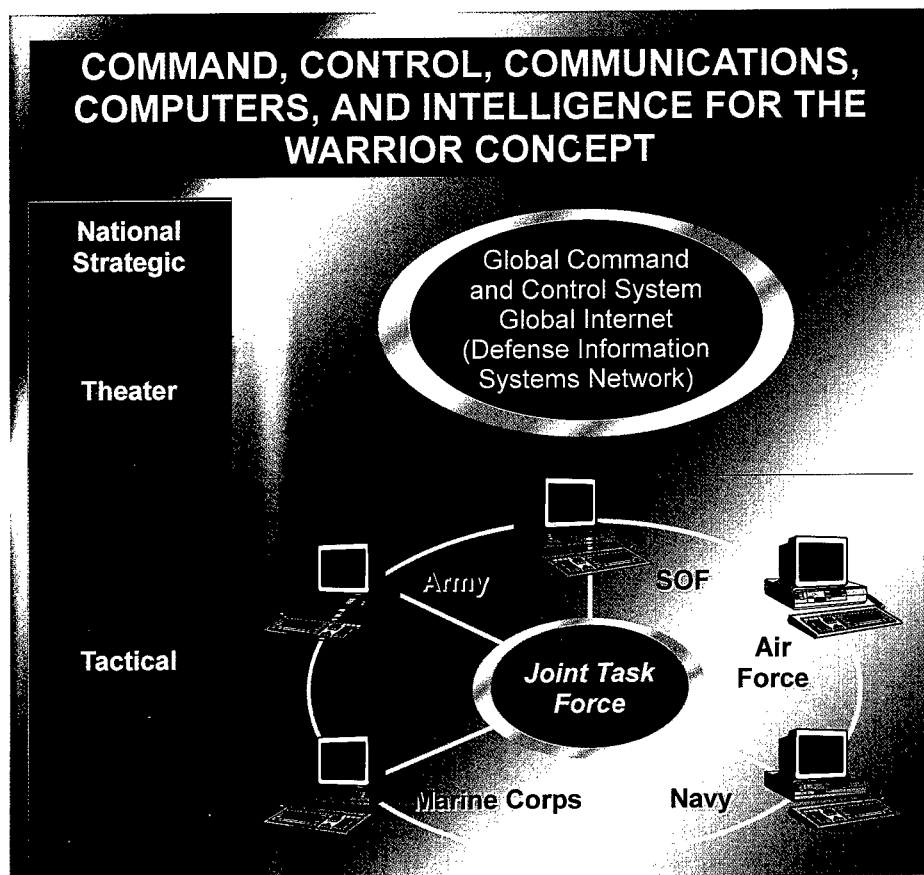 COMMAND, CONTROL, COMMUNICATIONS,
COMPUTERS, AND INTELLIGENCE FOR THE
WARRIOR CONCEPT
National
Strategic
Global Command
and Control System
Global Internet
(Defense Information
Systems Network)
Theater
Army
SOF
Tactical
Joint Task
Force
Air
Force
Marine Corps
Navy